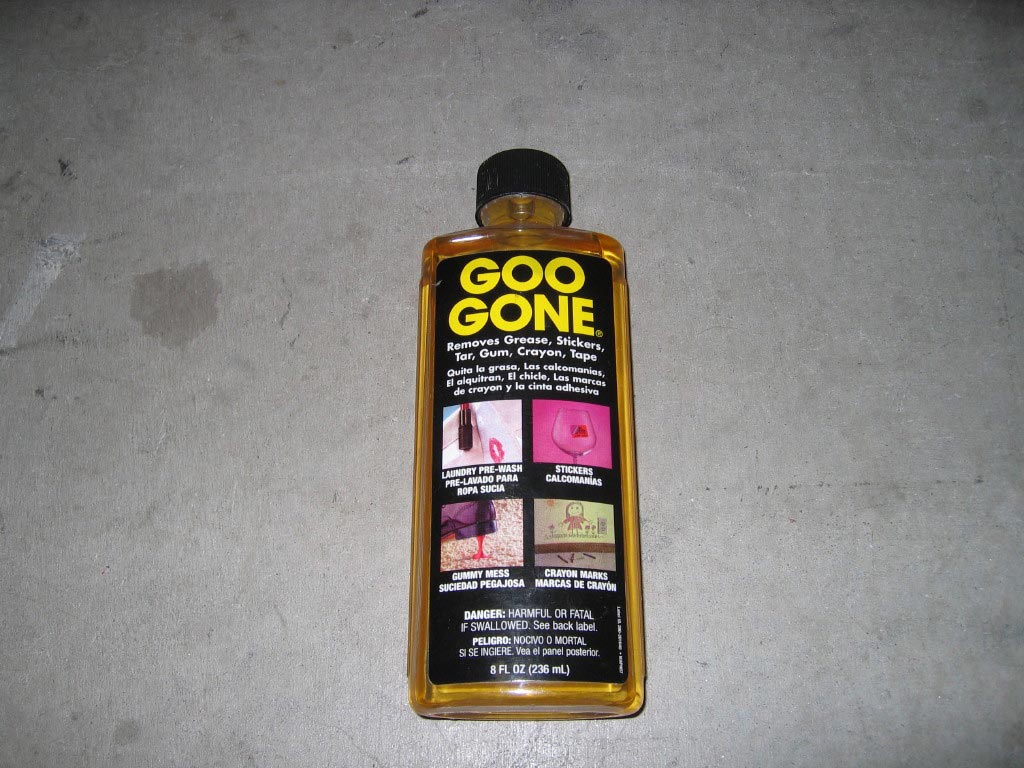 GOO
GONE®
Removes Grease, Stickers,
Tar, Gum, Crayon, Tape
Quita la grasa, Las calcomanias,
El alquitran, El chicle, Las marcas
de crayon y la cinta adhesiva
LAUNDRY PRE-WASH
PRE-LAVADO PARA
ROPA SUCIA
STICKERS
CALCOMANÍAS
GUMMY MESS
SUCIEDAD PEGAJOSA
CRAYON MARKS
MARCAS DE CRAYÓN
DANGER: HARMFUL OR FATAL
IF SWALLOWED. See back label.
PELIGRO: NOCIVO O MORTAL
SI SE INGIERE. Vea el panel posterior.
8 FL OZ (236 mL)